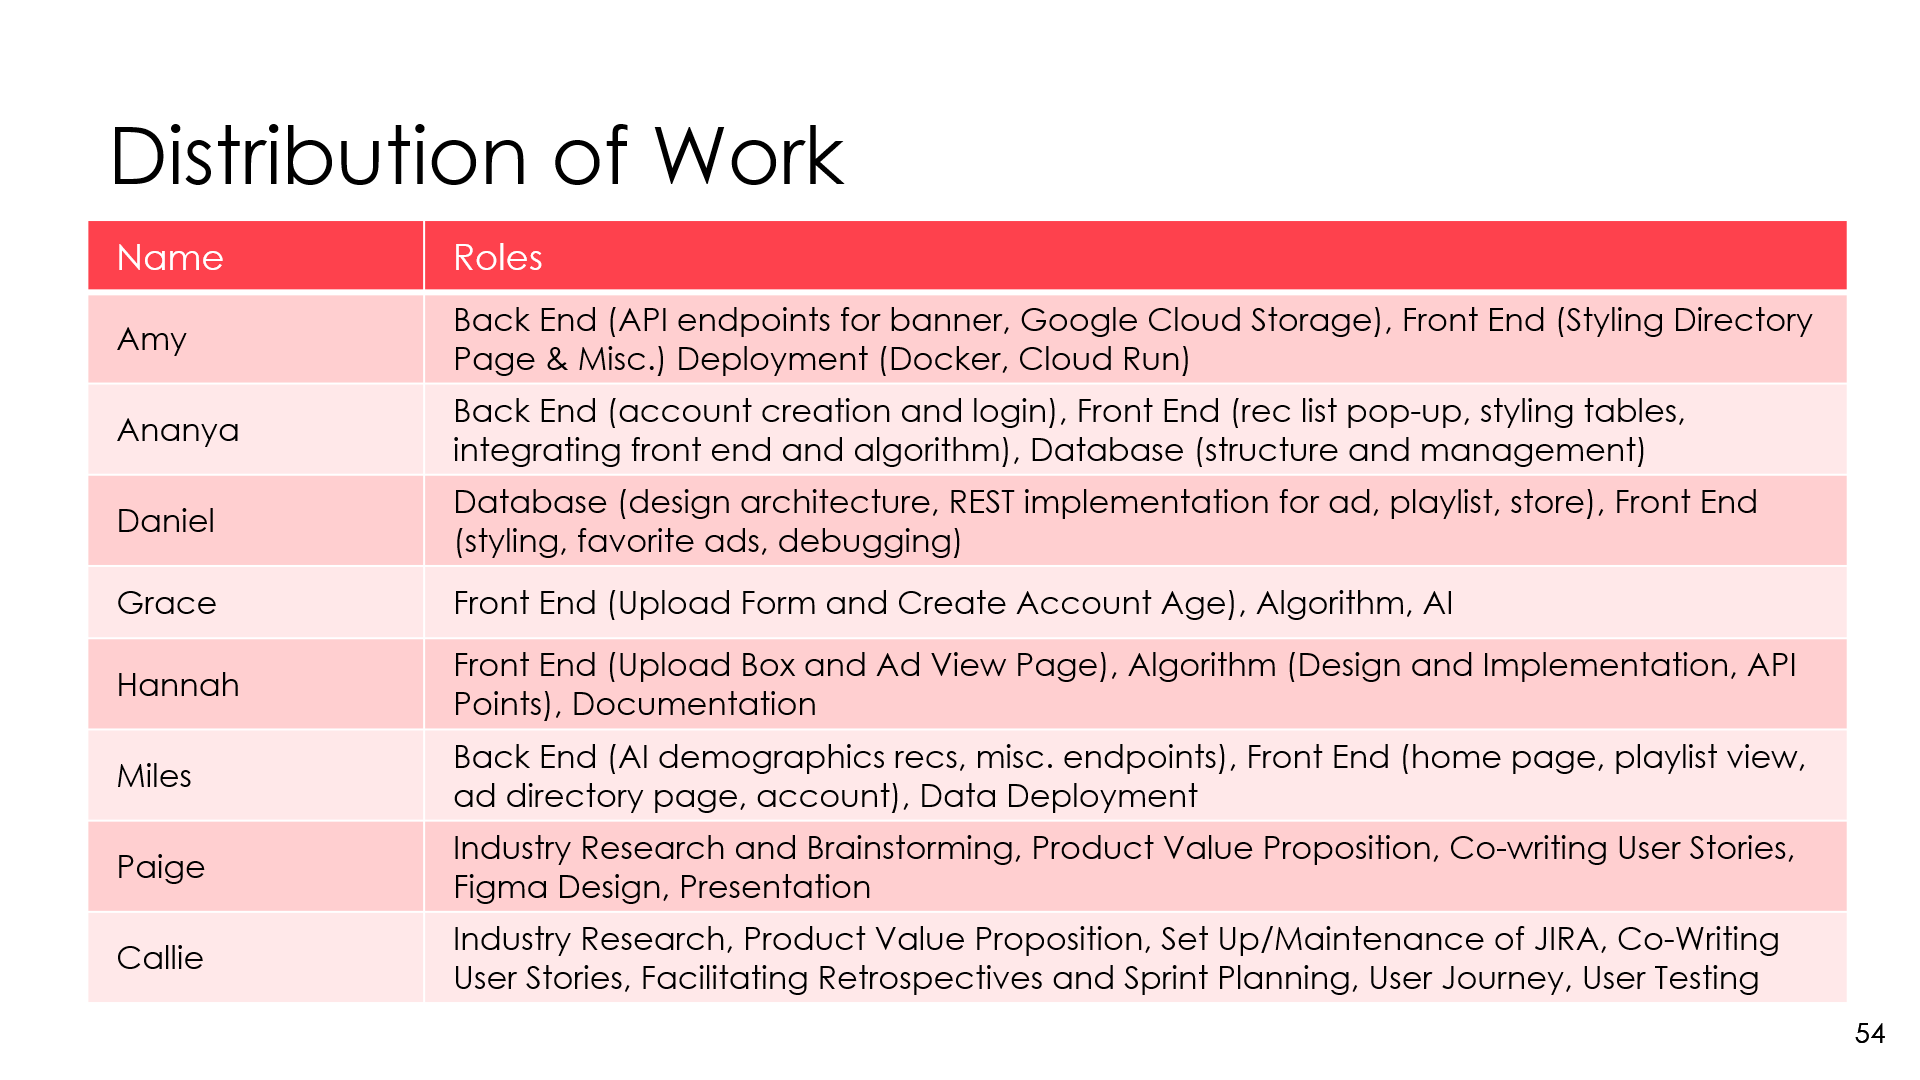 Distribution of Work
Name
Roles
Amy
Back End (API endpoints for banner, Google Cloud Storage), Front End (Styling Directory
Page & Misc.) Deployment (Docker, Cloud Run)
Ananya
Back End (account creation and login), Front End (rec list pop-up, styling tables,
integrating front end and algorithm), Database (structure and management)
Daniel
Database (design architecture, REST implementation for ad, playlist, store), Front End
(styling, favorite ads, debugging)
Grace
Front End (Upload Form and Create Account Age), Algorithm, AI
Hannah
Front End (Upload Box and Ad View Page), Algorithm (Design and Implementation, API
Points), Documentation
Miles
Back End (AI demographics recs, misc. endpoints), Front End (home page, playlist view,
ad directory page, account), Data Deployment
Paige
Industry Research and Brainstorming, Product Value Proposition, Co-writing User Stories,
Figma Design, Presentation
Callie
Industry Research, Product Value Proposition, Set Up/Maintenance of JIRA, Co-Writing
User Stories, Facilitating Retrospectives and Sprint Planning, User Journey, User Testing
54